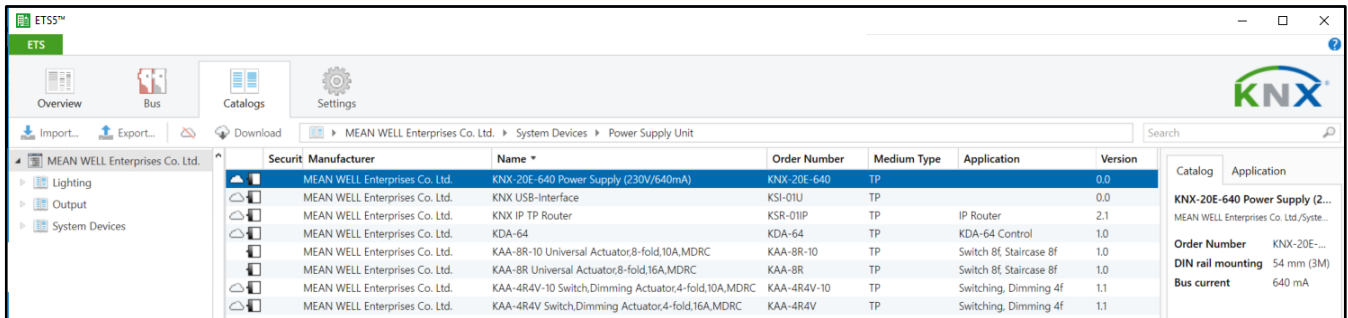 ETS5™
ETS
Overview Bus Catalogs Settings
KNX
Import... Export... Download MEAN WELL Enterprises Co. Ltd. System Devices Power Supply Unit Search
MEAN WELL Enterprises Co. Ltd.
Lighting
Output
System Devices
Securit Manufacturer Name Order Number Medium Type Application Version
MEAN WELL Enterprises Co. Ltd. KNX-20E-640 Power Supply (230V/640mA) KNX-20E-640 TP 0.0
MEAN WELL Enterprises Co. Ltd. KNX USB-Interface KSI-01U TP 0.0
MEAN WELL Enterprises Co. Ltd. KNX IP TP Router KSR-01IP TP IP Router 2.1
MEAN WELL Enterprises Co. Ltd. KDA-64 KDA-64 TP KDA-64 Control 1.0
MEAN WELL Enterprises Co. Ltd. KAA-8R-10 Universal Actuator,8-fold,10A,MDRC KAA-8R-10 TP Switch 8f, Staircase 8f 1.0
MEAN WELL Enterprises Co. Ltd. KAA-8R Universal Actuator,8-fold,16A,MDRC KAA-8R TP Switch 8f, Staircase 8f 1.0
MEAN WELL Enterprises Co. Ltd. KAA-4R4V-10 Switch,Dimming Actuator,4-fold,10A,MDRC KAA-4R4V-10 TP Switching, Dimming 4f 1.1
MEAN WELL Enterprises Co. Ltd. KAA-4R4V Switch,Dimming Actuator,4-fold,16A,MDRC KAA-4R4V TP Switching, Dimming 4f 1.1
Catalog Application
KNX-20E-640 Power Supply (2...
MEAN WELL Enterprises Co. Ltd./Syste...
Order Number KNX-20E-...
DIN rail mounting 54 mm (3M)
Bus current 640 mA